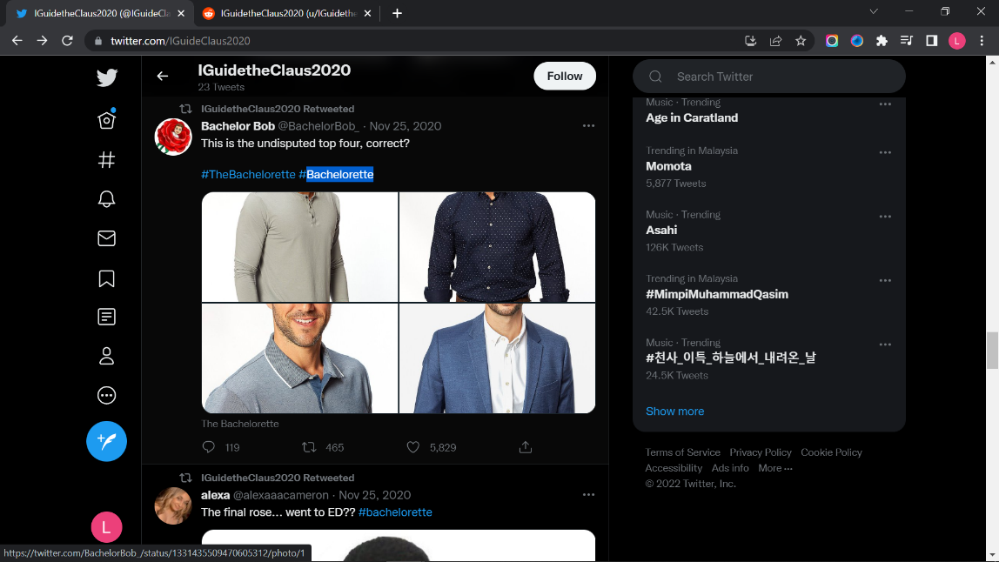 IGuidetheClaus2020 (@IGuideCla
IGuidetheClaus2020 (u/IGuidethe
twitter.com/IGuideClaus2020
L
IGuidetheClaus2020
23 Tweets
Follow
IGuidetheClaus2020 Retweeted
Bachelor Bob @BachelorBob_ · Nov 25, 2020
This is the undisputed top four, correct?
#TheBachelorette #Bachelorette
The Bachelorette
119
465
5,829
IGuidetheClaus2020 Retweeted
alexa @alexaaacameron · Nov 25, 2020
The final rose... went to ED?? #bachelorette
L
https://twitter.com/BachelorBob_/status/1331435509470605312/photo/1
Search Twitter
Music · Trending
Age in Caratland
Trending in Malaysia
Momota
5,877 Tweets
Music · Trending
Asahi
126K Tweets
Trending in Malaysia
#MimpiMuhammadQasim
42.5K Tweets
Music · Trending
#천사_이특_하늘에서_내려온_날
24.5K Tweets
Show more
Terms of Service Privacy Policy Cookie Policy
Accessibility Ads info More ···
© 2022 Twitter, Inc.